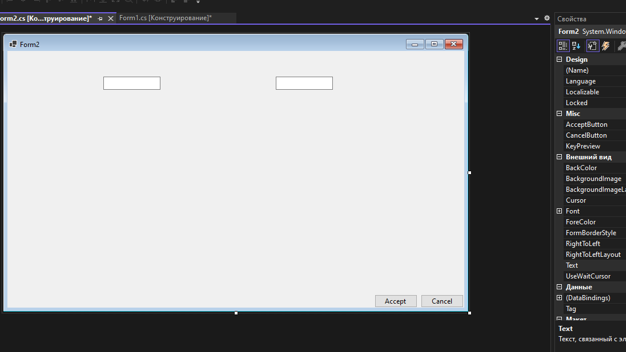 orm2.cs [Ко...труирование]*
Form1.cs [Конструирование]*
Свойства
Form2 System.Windo
Form2
Design
(Name)
Language
Localizable
Locked
Misc
AcceptButton
CancelButton
KeyPreview
Внешний вид
BackColor
BackgroundImage
BackgroundImageLa
Cursor
Font
ForeColor
FormBorderStyle
RightToLeft
RightToLeftLayout
Text
UseWaitCursor
Данные
(DataBindings)
Tag
Макет
Accept
Cancel
Text
Текст, связанный с эл